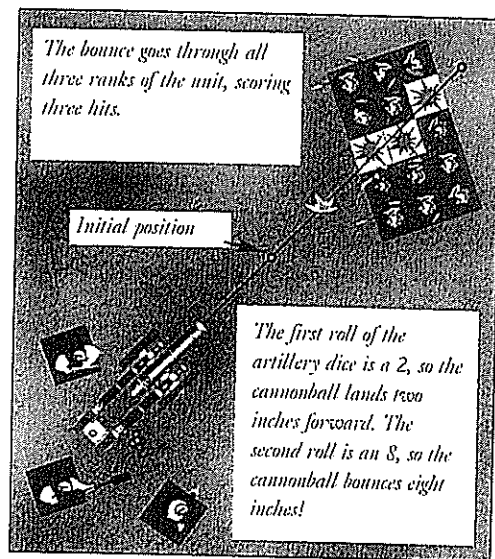 The bounce goes through all
three ranks of the unit, scoring
three hits.
Initial position
The first roll of the
artillery dice is a 2, so the
cannonball lands two
inches forward. The
second roll is an 8, so the
cannonball bounces eight
inches!